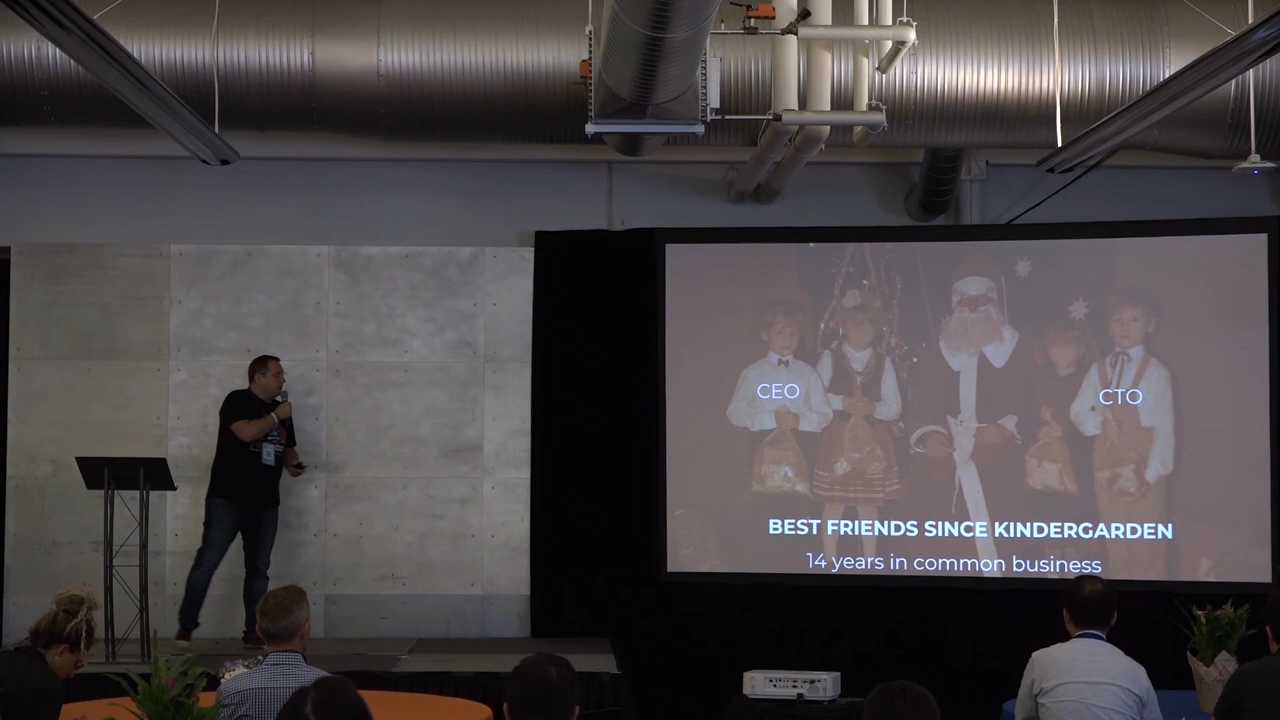 CEO
CTO
BEST FRIENDS SINCE KINDERGARDEN
14 years in common business